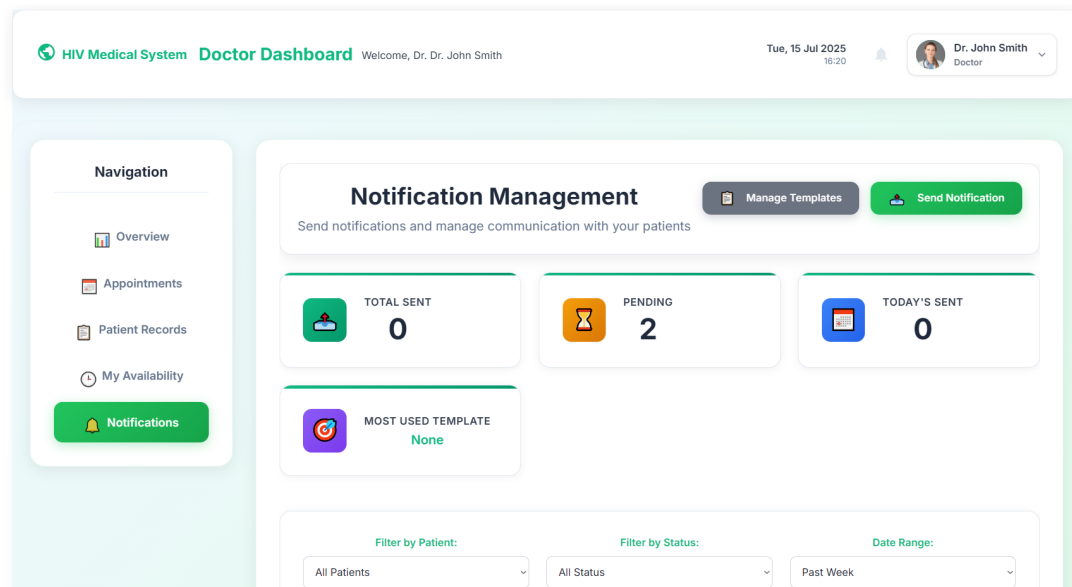 HIV Medical System
Doctor Dashboard
Welcome, Dr. Dr. John Smith
Tue, 15 Jul 2025
16:20
Dr. John Smith
Doctor
Navigation
Overview
Appointments
Patient Records
My Availability
Notifications
Notification Management
Send notifications and manage communication with your patients
Manage Templates
Send Notification
TOTAL SENT
0
PENDING
2
TODAY'S SENT
0
MOST USED TEMPLATE
None
Filter by Patient:
All Patients
Filter by Status:
All Status
Date Range:
Past Week